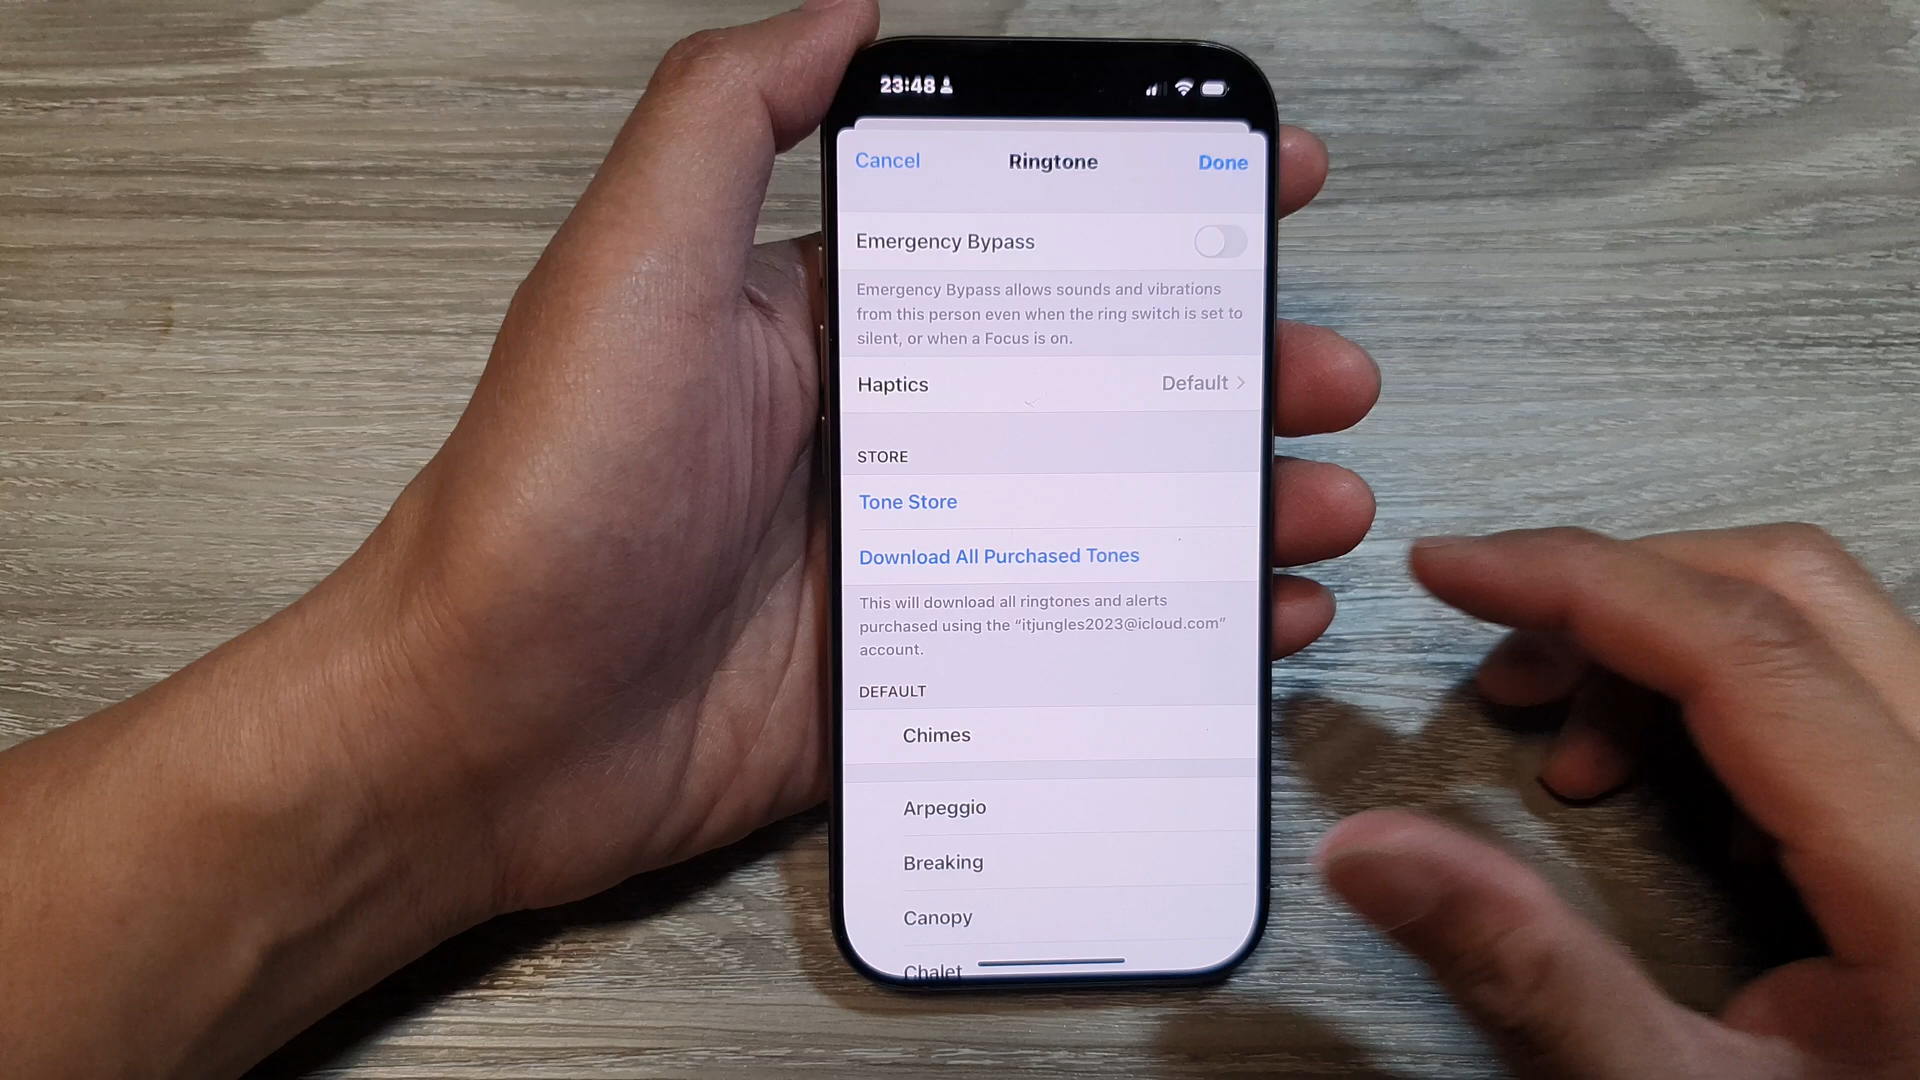 23:48
Cancel Ringtone Done
Emergency Bypass
Emergency Bypass allows sounds and vibrations
from this person even when the ring switch is set to
silent, or when a Focus is on.
Haptics Default
STORE
Tone Store
Download All Purchased Tones
This will download all ringtones and alerts
purchased using the “itjungles2023@icloud.com”
account.
DEFAULT
Chimes
Arpeggio
Breaking
Canopy
Chalet